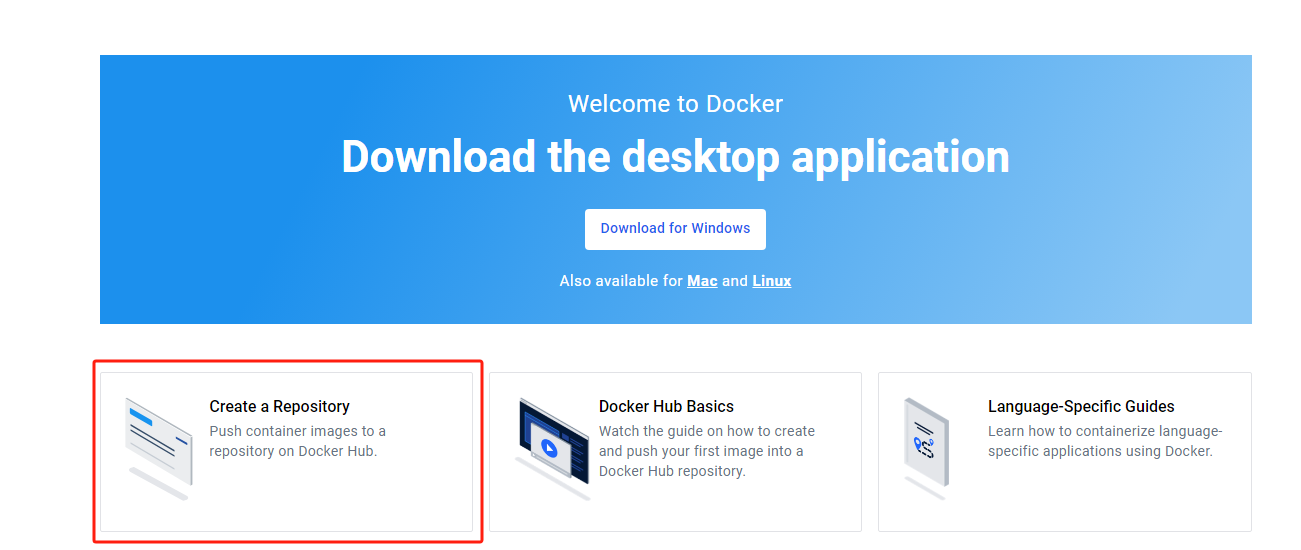 Welcome to Docker
Download the desktop application
Download for Windows
Also available for Mac and Linux
Create a Repository
Push container images to a
repository on Docker Hub.
Docker Hub Basics
Watch the guide on how to create
and push your first image into a
Docker Hub repository.
Language-Specific Guides
Learn how to containerize language-
specific applications using Docker.